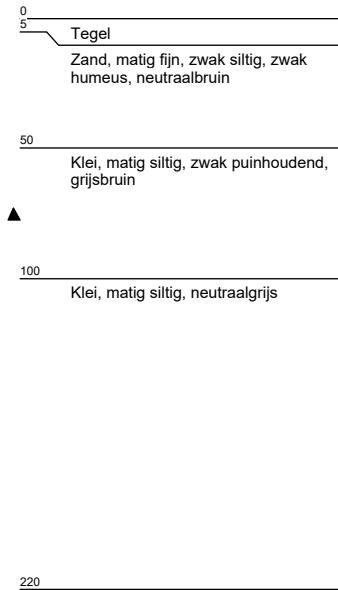 0
5
Tegel
Zand, matig fijn, zwak siltig, zwak
humeus, neutraalbruin
50
Klei, matig siltig, zwak puinhoudend,
grijsbruin
100
Klei, matig siltig, neutraalgrijs
220